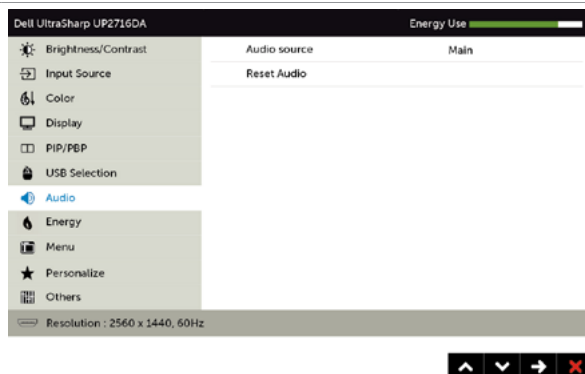 Dell UltraSharp UP2716DA
Energy Use
Brightness/Contrast
Audio source
Main
Input Source
Reset Audio
Color
Display
PIP/PBP
USB Selection
Audio
Energy
Menu
Personalize
Others
Resolution : 2560 x 1440, 60Hz